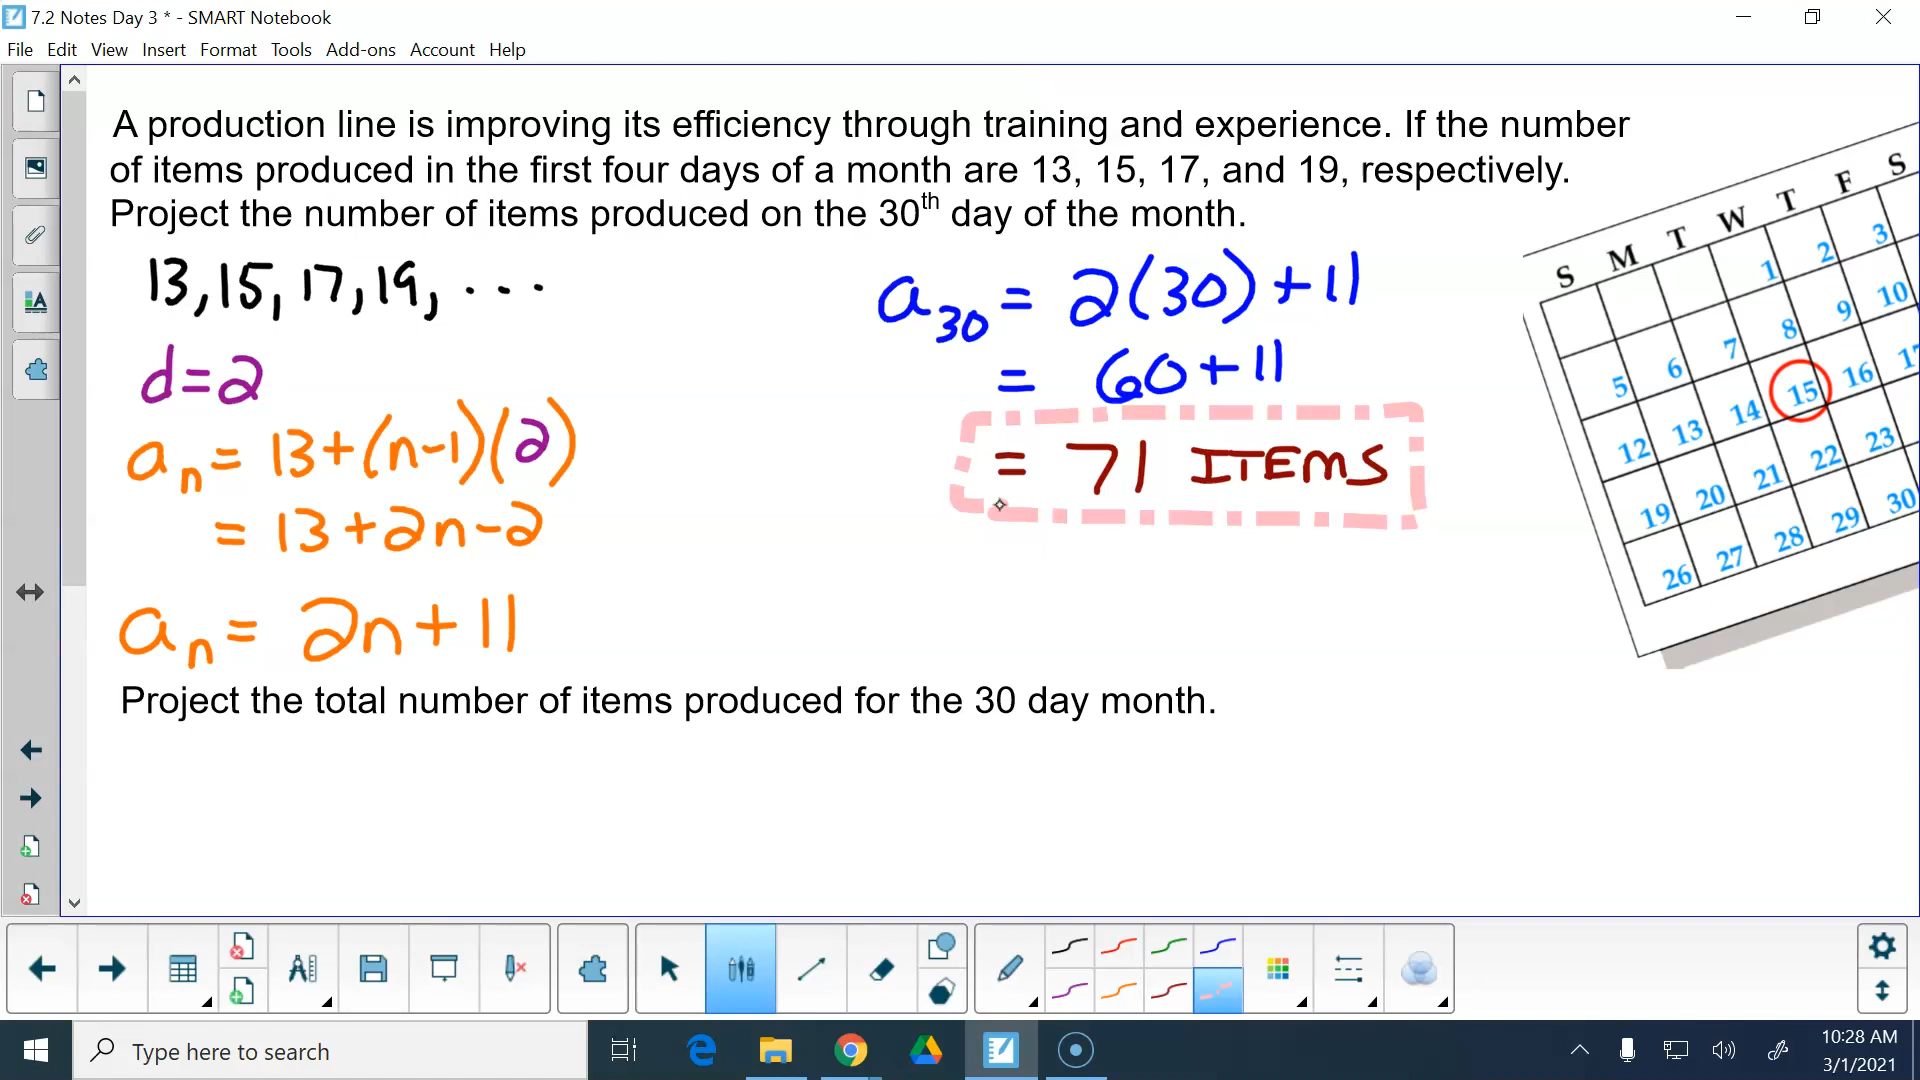 7.2 Notes Day 3 * - SMART Notebook
File Edit View Insert Format Tools Add-ons Account Help
A production line is improving its efficiency through training and experience. If the number
of items produced in the first four days of a month are 13, 15, 17, and 19, respectively.
Project the number of items produced on the 30th day of the month.
13, 15, 17, 19, ...
d=2
an = 13+(n-1)(2)
= 13+2n-2
an = 2n+11
a30 = 2(30)+11
= 60+11
= 71 ITEMS
S M T W T F S
1 2 3
5 6 7 8 9 10
12 13 14 15 16 17
19 20 21 22 23
26 27 28 29 30
Project the total number of items produced for the 30 day month.
Type here to search
10:28 AM
3/1/2021